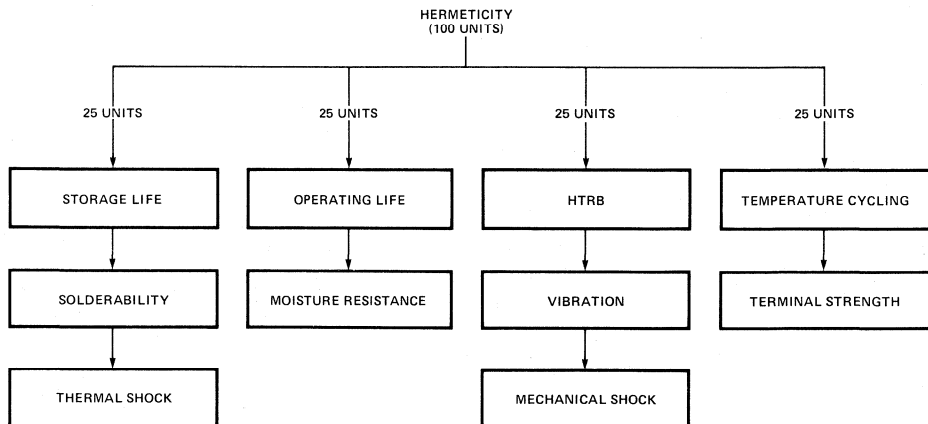 HERMETICITY
(100 UNITS)
25 UNITS
25 UNITS
25 UNITS
25 UNITS
STORAGE LIFE
OPERATING LIFE
HTRB
TEMPERATURE CYCLING
SOLDERABILITY
MOISTURE RESISTANCE
VIBRATION
TERMINAL STRENGTH
THERMAL SHOCK
MECHANICAL SHOCK